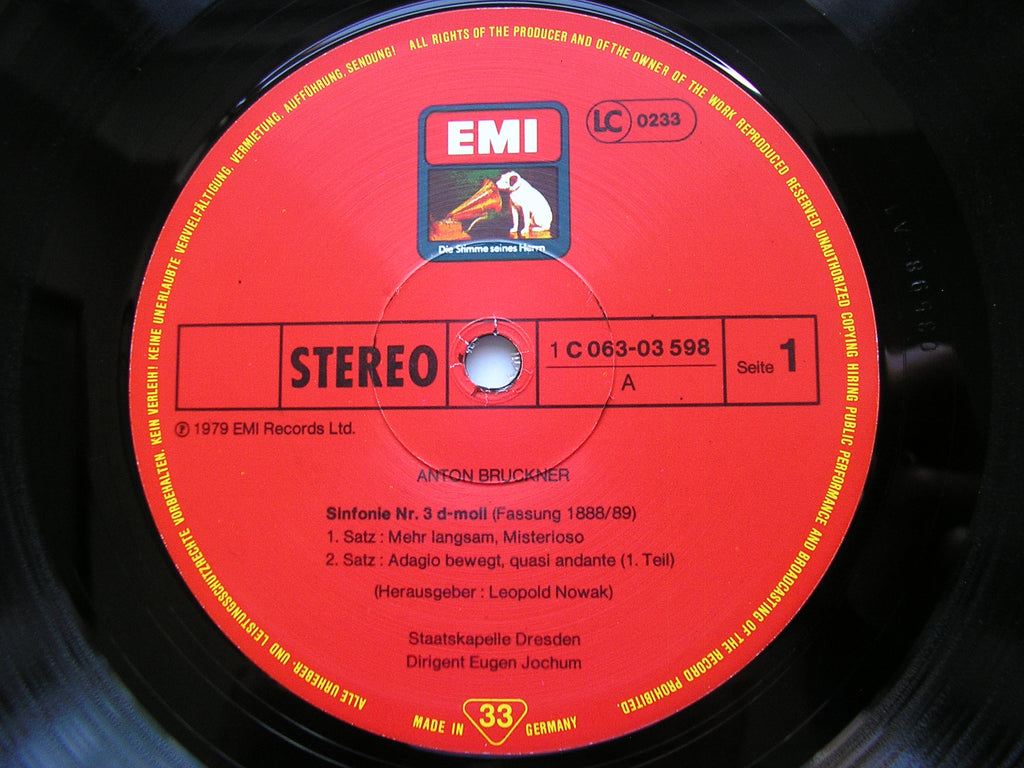 ALLE URHEBER- UND LEISTUNGSSCHUTZRECHTE VORBEHALTEN. KEIN VERLEIH! KEINE UNERLAUBTE VERVIELFÄLTIGUNG, VERMIETUNG, AUFFÜHRUNG, SENDUNG!
ALL RIGHTS OF THE PRODUCER AND OF THE OWNER OF THE WORK REPRODUCED RESERVED. UNAUTHORIZED COPYING HIRING PUBLIC PERFORMANCE AND BROADCASTING OF THE RECORD PROHIBITED.
EMI
LC 0233
Die Stimme seines Herrn
STEREO
1 C 063-03 598
A
Seite 1
℗ 1979 EMI Records Ltd.
ANTON BRUCKNER
Sinfonie Nr. 3 d-moll (Fassung 1888/89)
1. Satz : Mehr langsam, Misterioso
2. Satz : Adagio bewegt, quasi andante (1. Teil)
(Herausgeber : Leopold Nowak)
Staatskapelle Dresden
Dirigent Eugen Jochum
MADE IN 33 GERMANY